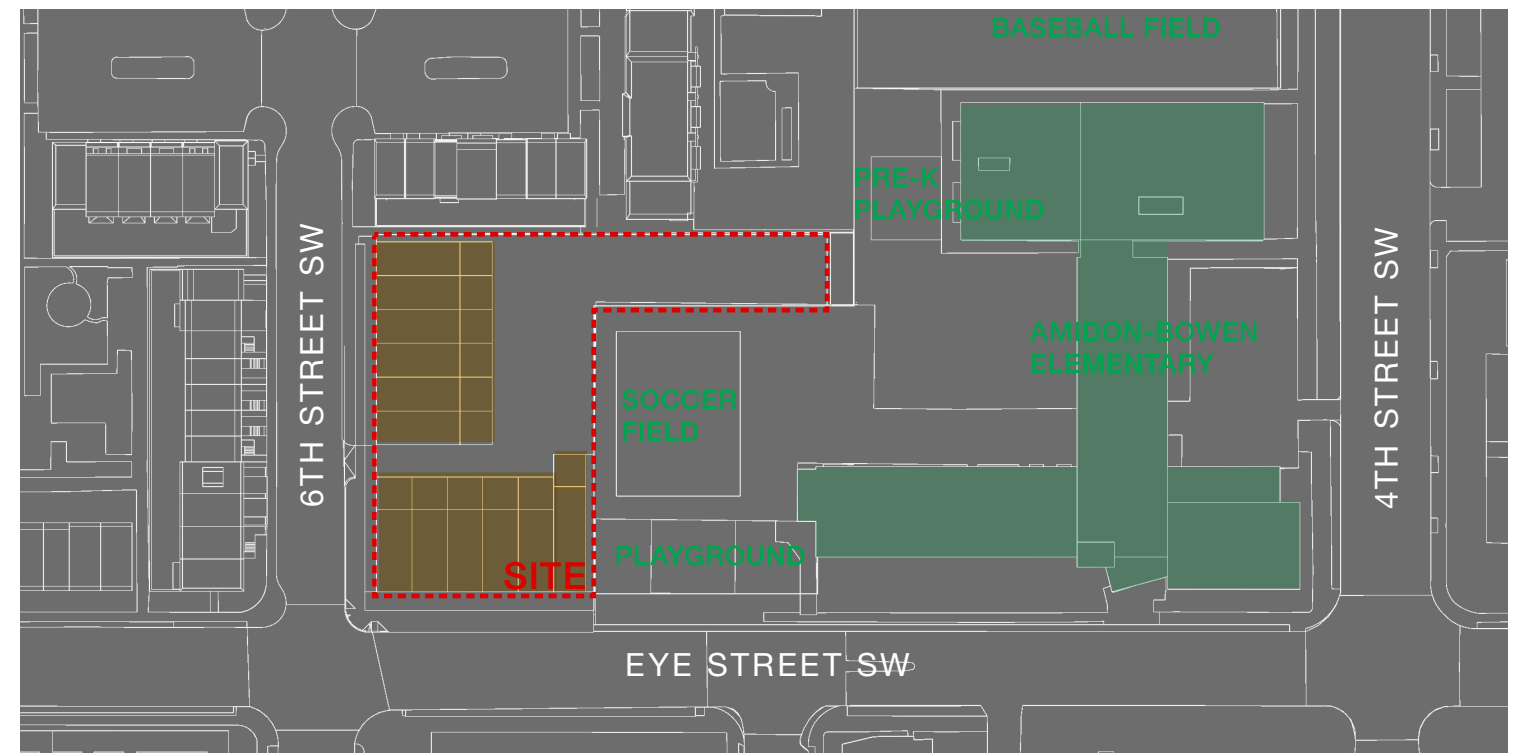 BASEBALL FIELD
PRE-K
PLAYGROUND
6TH STREET SW
4TH STREET SW
AMIDON-BOWEN
ELEMENTARY
SOCCER
FIELD
PLAYGROUND
SITE
EYE STREET SW